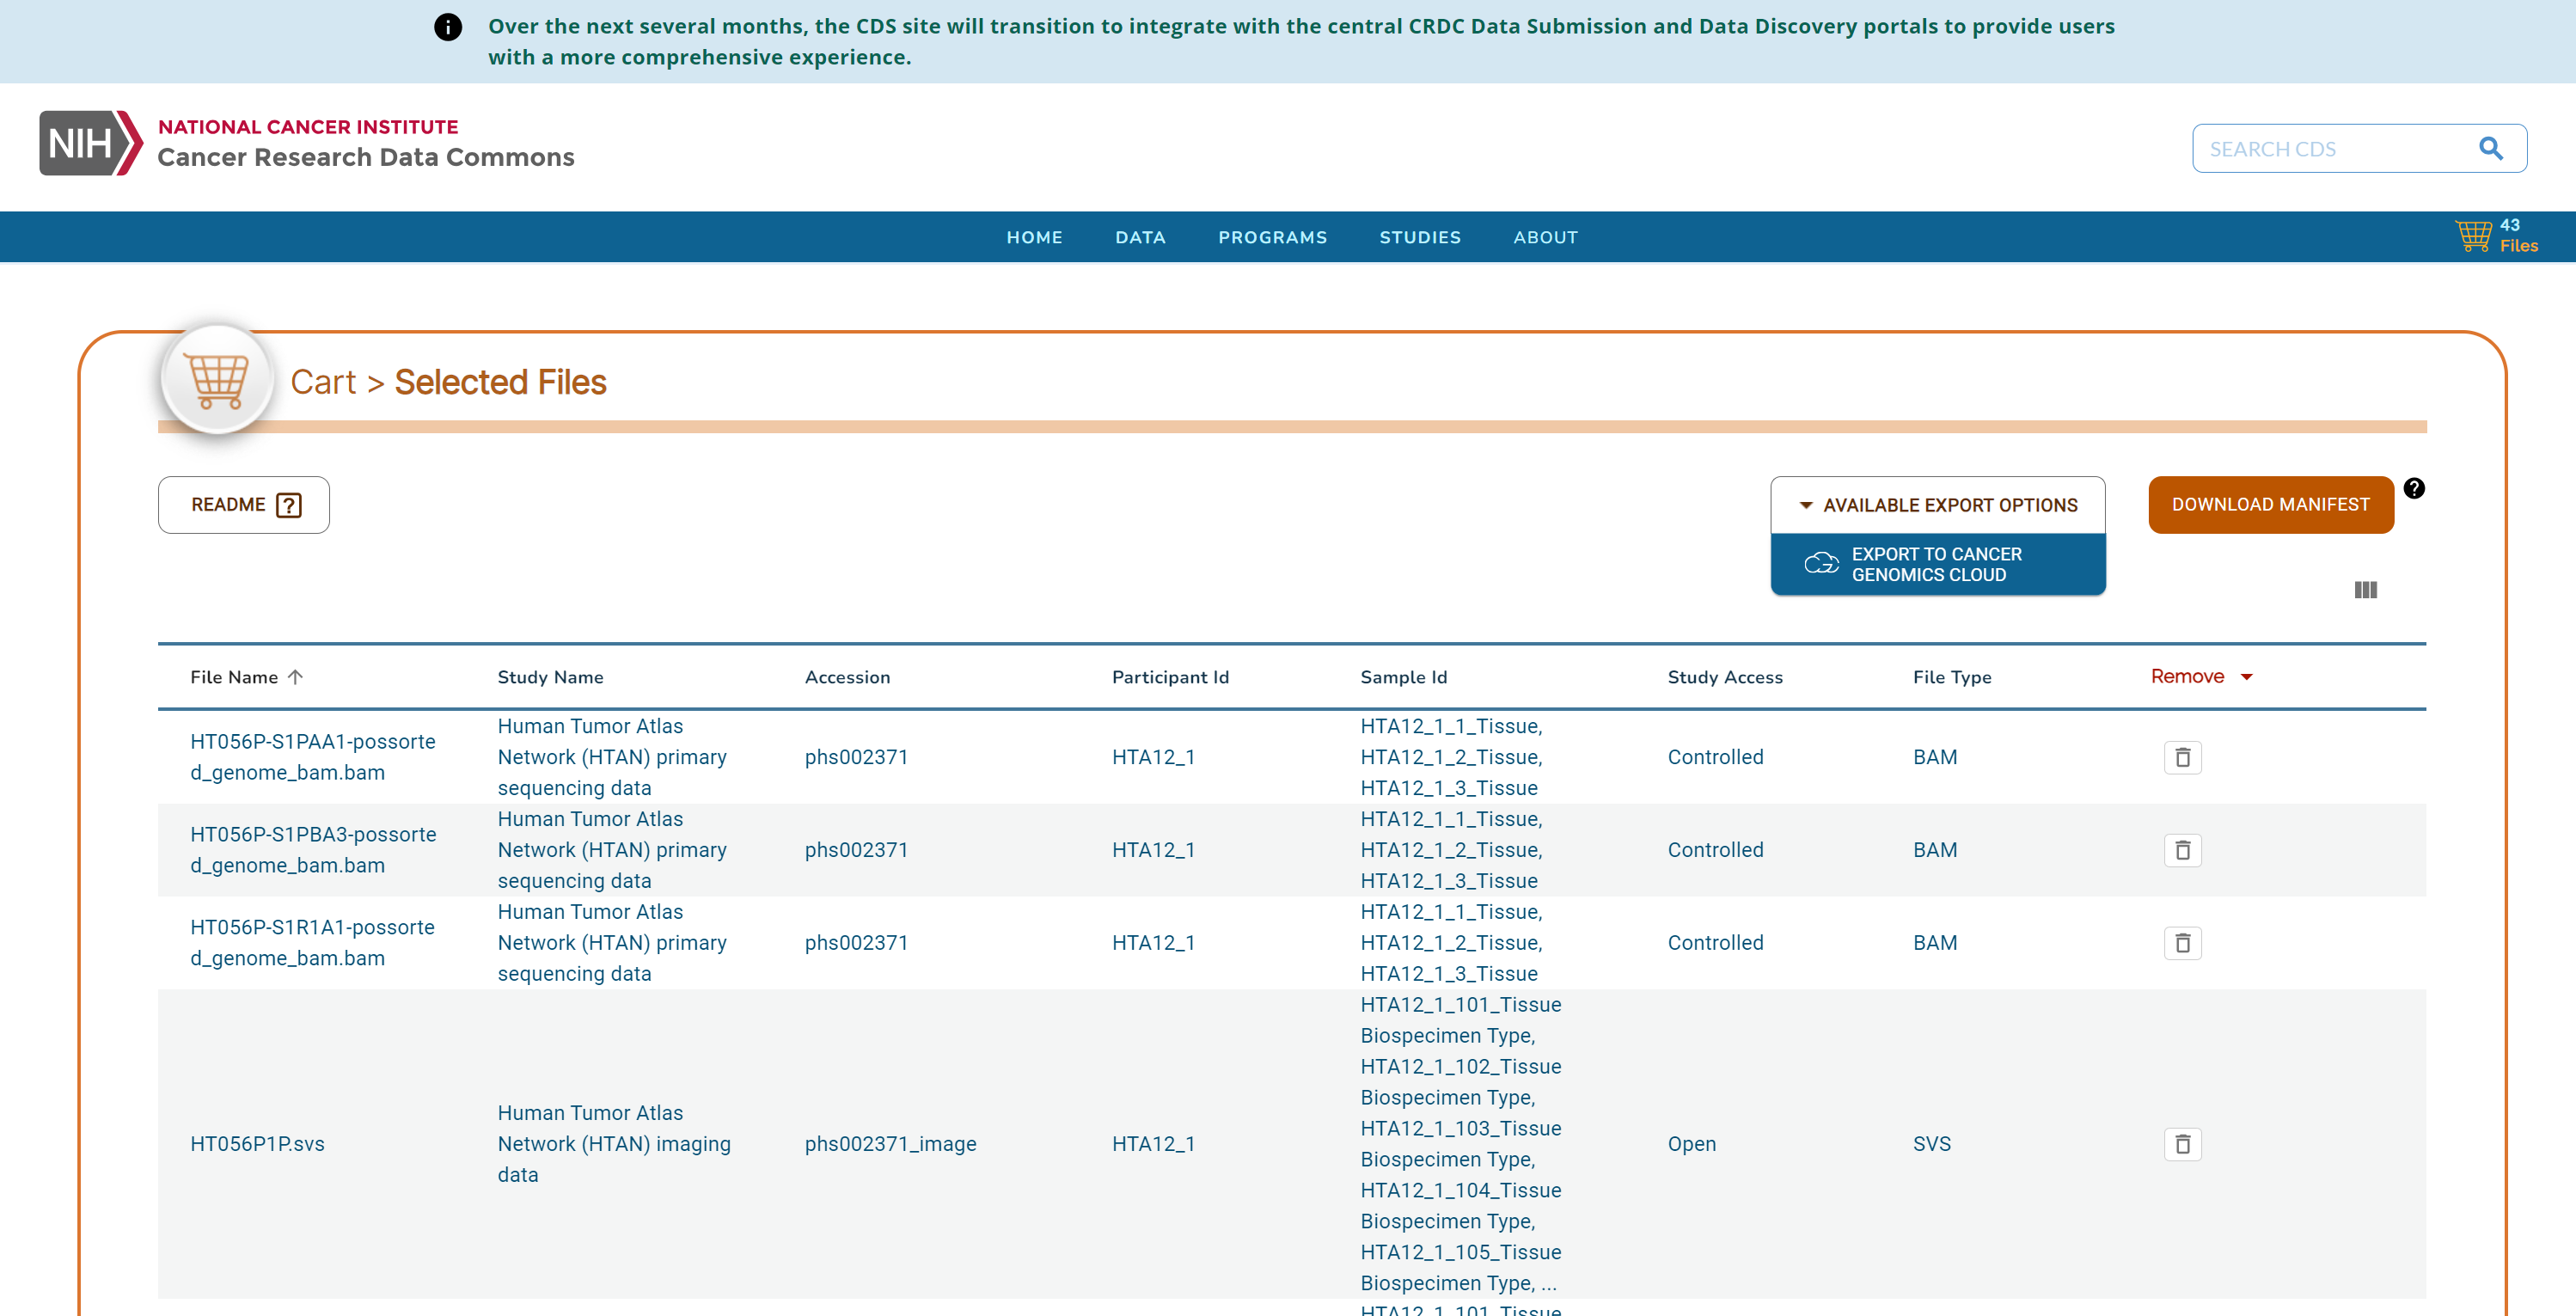 Over the next several months, the CDS site will transition to integrate with the central CRDC Data Submission and Data Discovery portals to provide users
with a more comprehensive experience.
NIH
NATIONAL CANCER INSTITUTE
Cancer Research Data Commons
SEARCH CDS
HOME DATA PROGRAMS STUDIES ABOUT
43
Files
Cart > Selected Files
README ?
AVAILABLE EXPORT OPTIONS
DOWNLOAD MANIFEST ?
EXPORT TO CANCER
GENOMICS CLOUD
File Name Study Name Accession Participant Id Sample Id Study Access File Type Remove
HT056P-S1PAA1-possorte
d_genome_bam.bam
Human Tumor Atlas
Network (HTAN) primary
sequencing data
phs002371
HTA12_1
HTA12_1_1_Tissue,
HTA12_1_2_Tissue,
HTA12_1_3_Tissue
Controlled
BAM
HT056P-S1PBA3-possorte
d_genome_bam.bam
Human Tumor Atlas
Network (HTAN) primary
sequencing data
phs002371
HTA12_1
HTA12_1_1_Tissue,
HTA12_1_2_Tissue,
HTA12_1_3_Tissue
Controlled
BAM
HT056P-S1R1A1-possorte
d_genome_bam.bam
Human Tumor Atlas
Network (HTAN) primary
sequencing data
phs002371
HTA12_1
HTA12_1_1_Tissue,
HTA12_1_2_Tissue,
HTA12_1_3_Tissue
Controlled
BAM
HT056P1P.svs
Human Tumor Atlas
Network (HTAN) imaging
data
phs002371_image
HTA12_1
HTA12_1_101_Tissue
Biospecimen Type,
HTA12_1_102_Tissue
Biospecimen Type,
HTA12_1_103_Tissue
Biospecimen Type,
HTA12_1_104_Tissue
Biospecimen Type,
HTA12_1_105_Tissue
Biospecimen Type, ...
Open
SVS
HTA12_1_101_Tissue